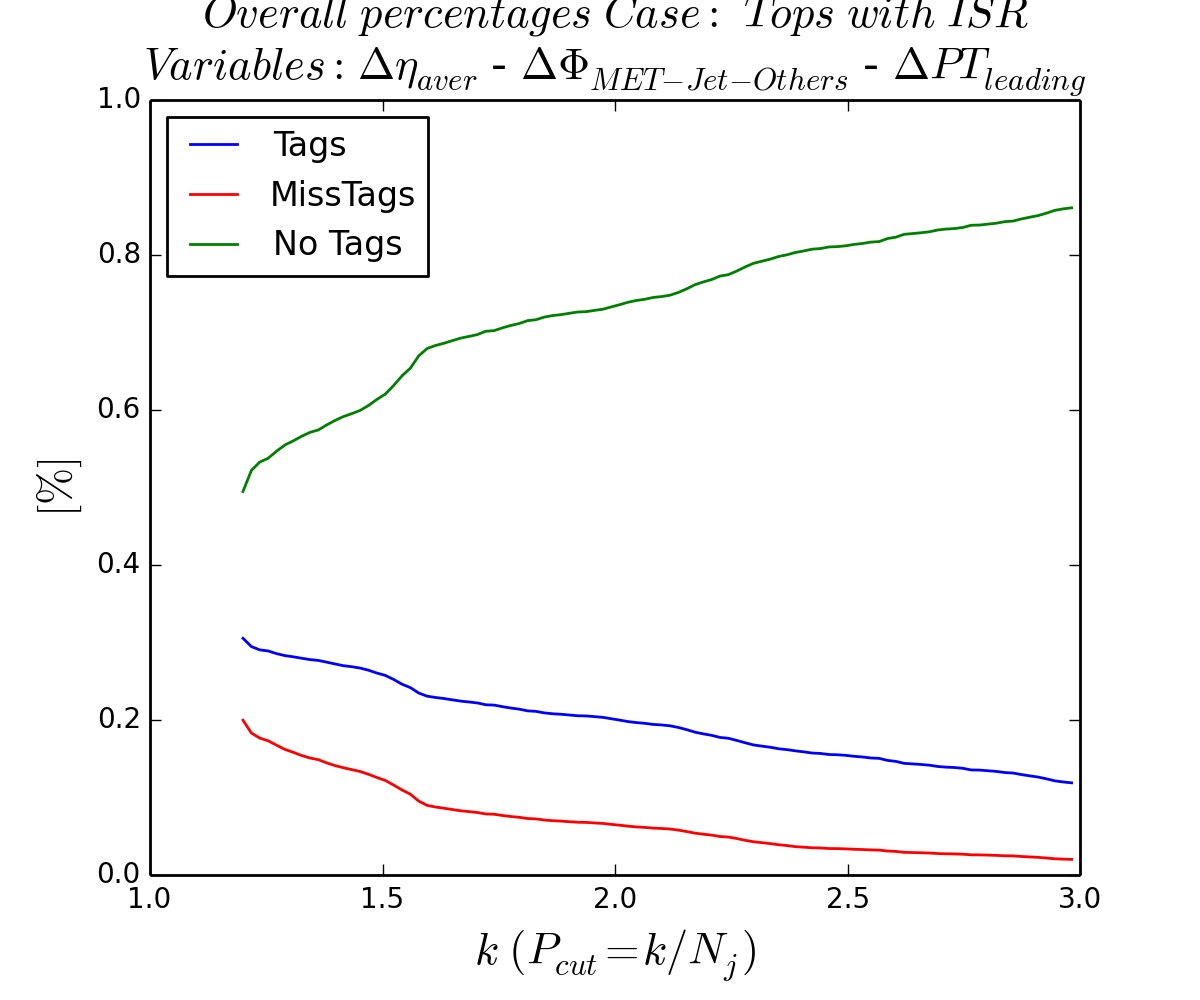 Overall percentages Case: Tops with ISR
Variables: Δη_aver - ΔΦ_MET−Jet−Others - ΔPT_leading
1.0
0.8
0.6
0.4
0.2
0.0
[%]
Tags
MissTags
No Tags
1.0 1.5 2.0 2.5 3.0
k (P_cut=k/N_j)